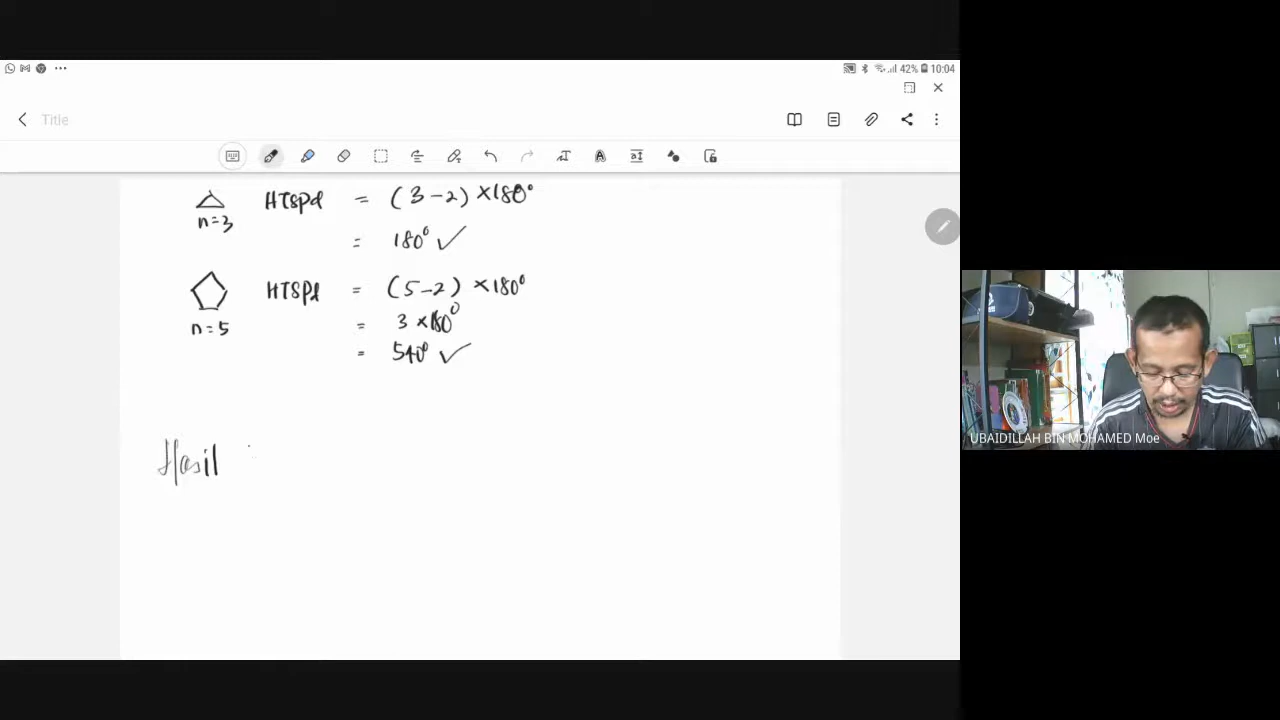 42% 10:04
Title
HTSPd = (3-2) ×180°
n=3
= 180° ✓
HTSPd = (5-2) ×180°
n=5
= 3 ×180°
= 540° ✓
Hasil
UBAIDILLAH BIN MOHAMED Moe